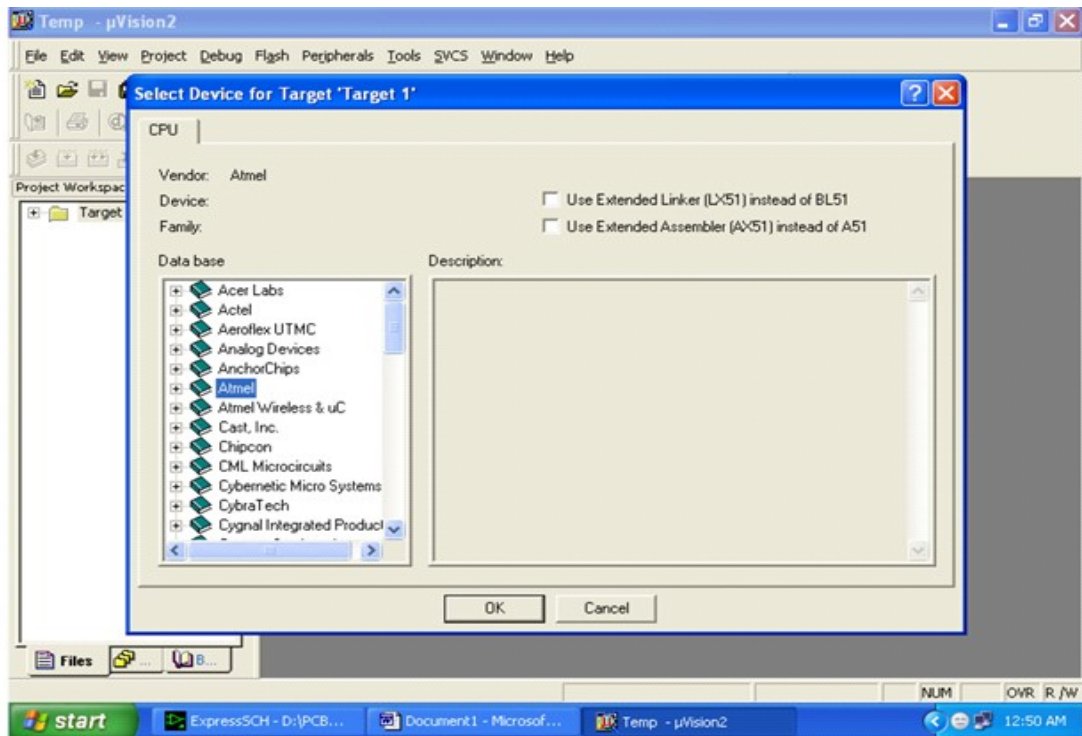 Temp - µVision2
File Edit View Project Debug Flash Peripherals Tools SVCS Window Help
Select Device for Target 'Target 1'
CPU
Vendor: Atmel
Device:
Use Extended Linker (LX51) instead of BL51
Family:
Use Extended Assembler (AX51) instead of A51
Project Workspac
Target
Data base
Description:
Acer Labs
Actel
Aeroflex UTMC
Analog Devices
AnchorChips
Atmel
Atmel Wireless & uC
Cast, Inc.
Chipcon
CML Microcircuits
Cybernetic Micro Systems
CybraTech
Cygnal Integrated Product
OK Cancel
Files ... B...
NUM OVR R/W
start ExpressSCH - D:\PCB... Document1 - Microsof... Temp - µVision2 12:50 AM